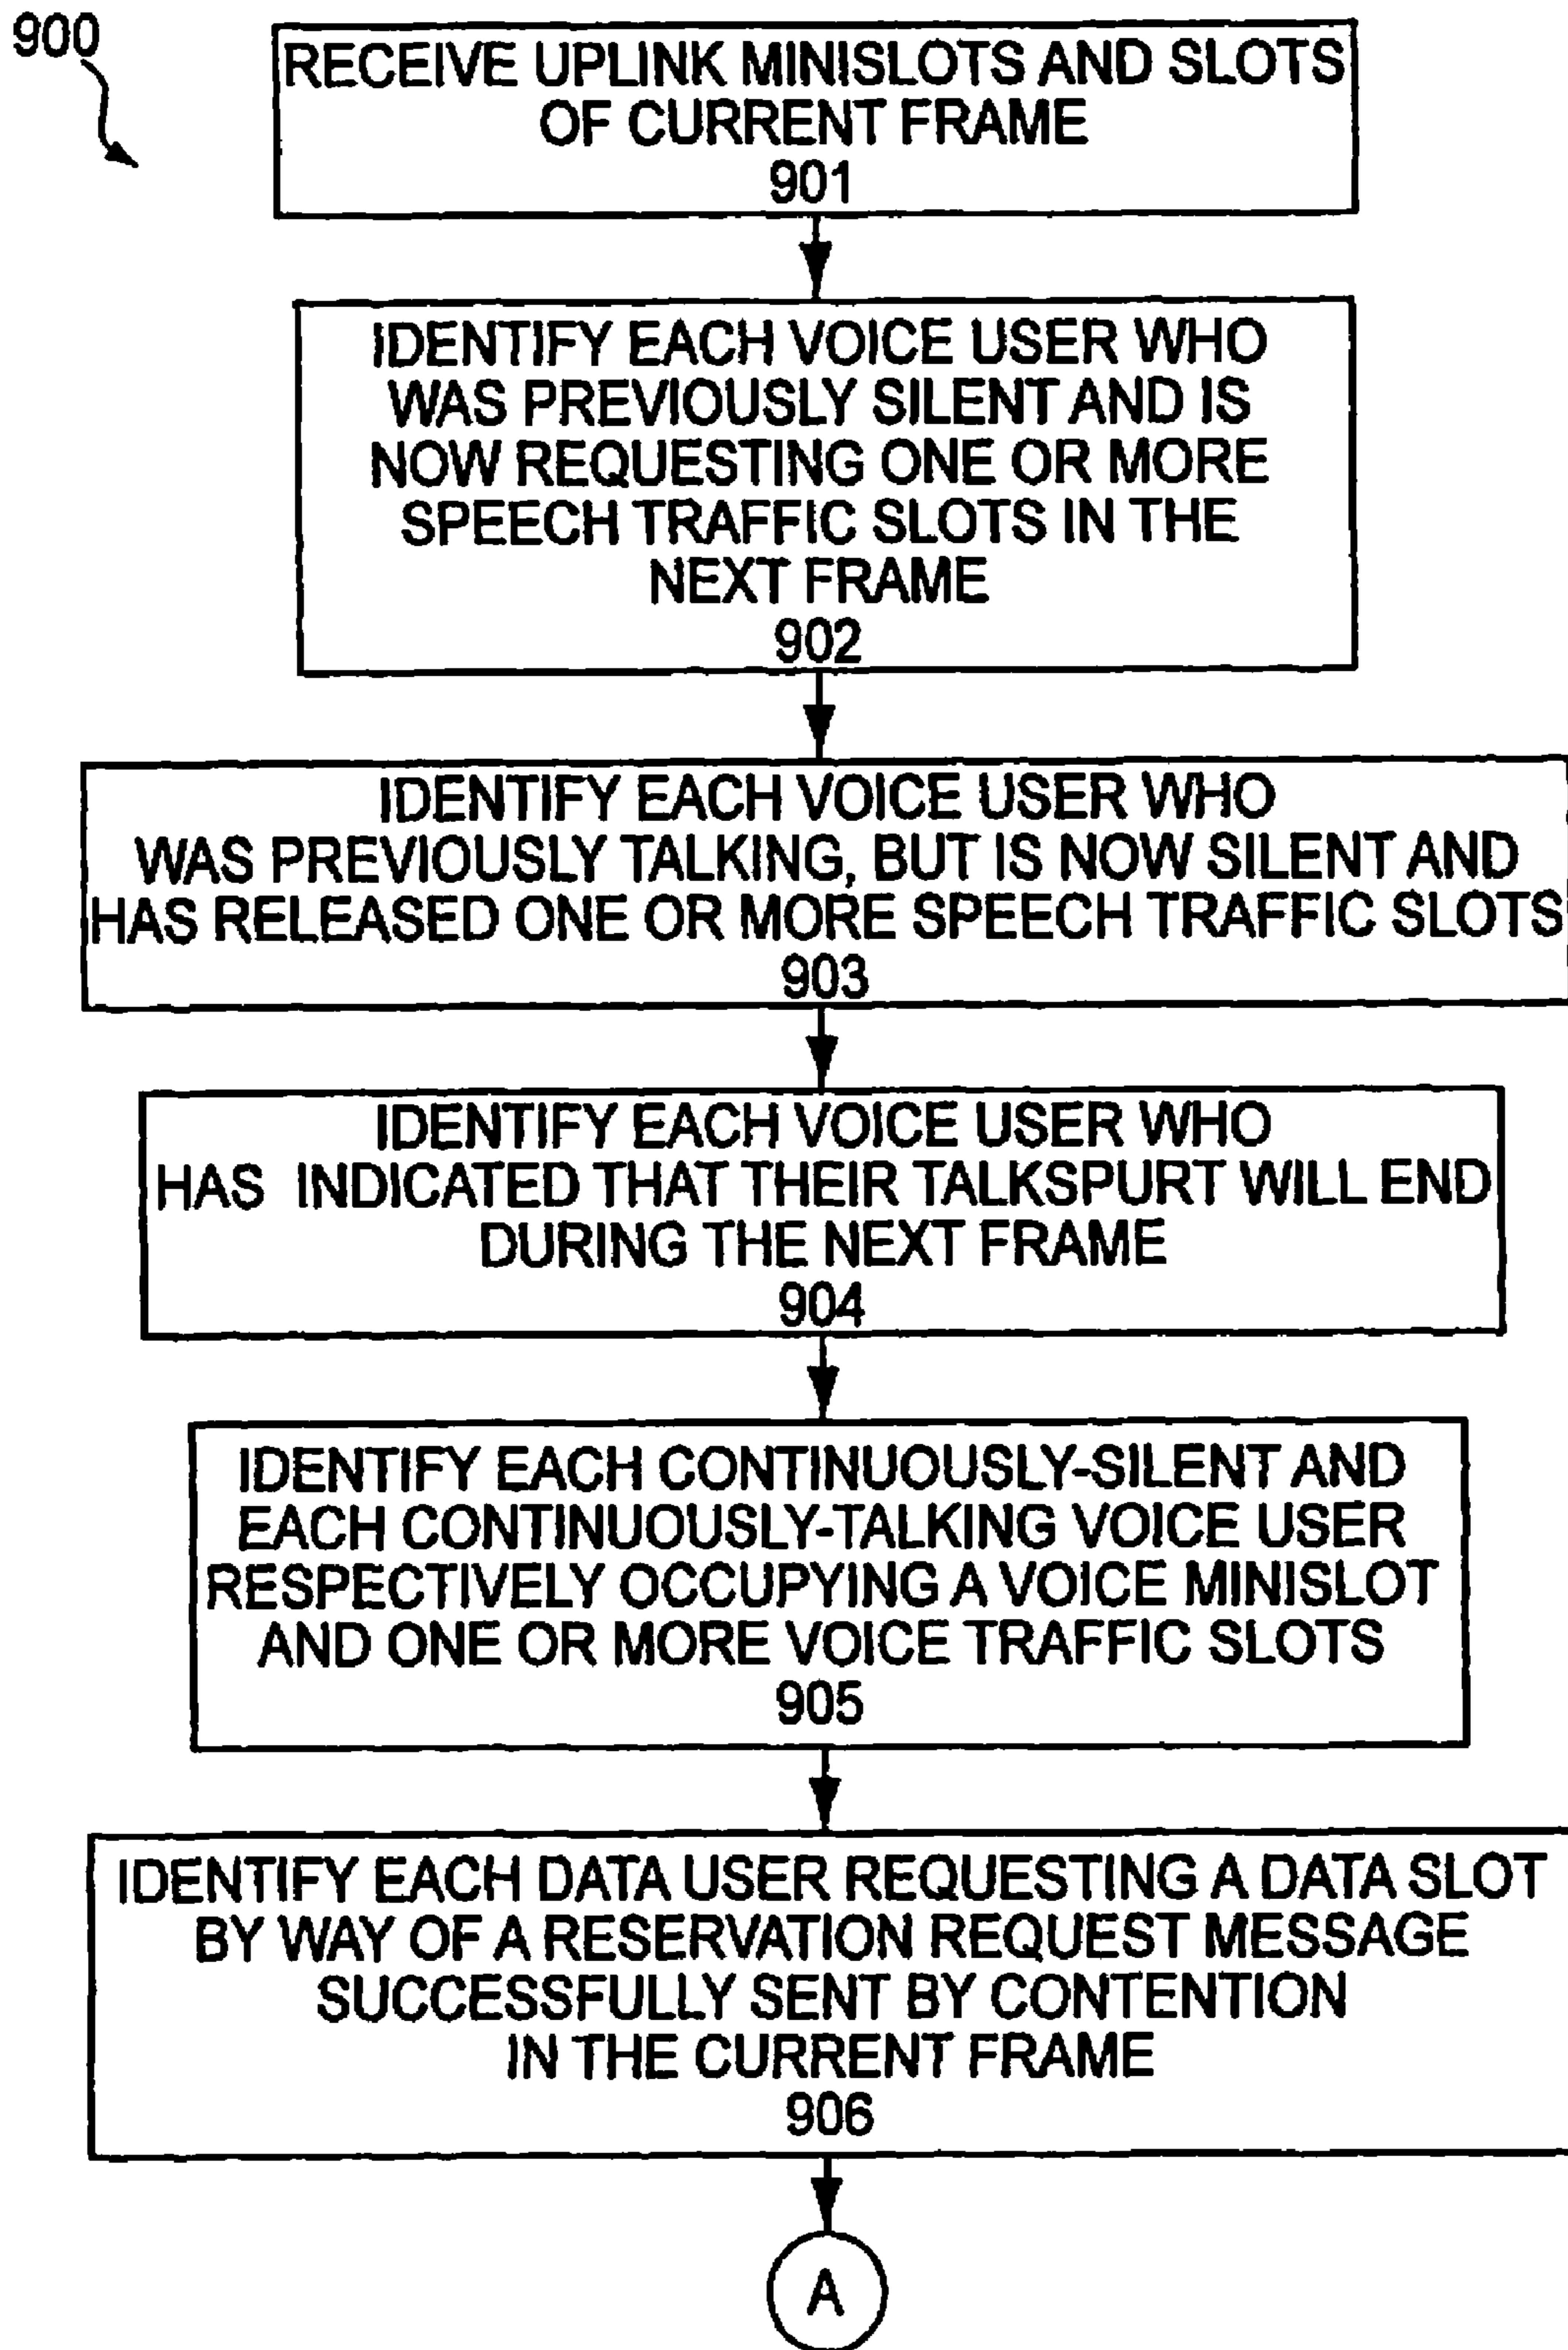 900
RECEIVE UPLINK MINISLOTS AND SLOTS
OF CURRENT FRAME
901
IDENTIFY EACH VOICE USER WHO
WAS PREVIOUSLY SILENT AND IS
NOW REQUESTING ONE OR MORE
SPEECH TRAFFIC SLOTS IN THE
NEXT FRAME
902
IDENTIFY EACH VOICE USER WHO
WAS PREVIOUSLY TALKING, BUT IS NOW SILENT AND
HAS RELEASED ONE OR MORE SPEECH TRAFFIC SLOTS
903
IDENTIFY EACH VOICE USER WHO
HAS INDICATED THAT THEIR TALKSPURT WILL END
DURING THE NEXT FRAME
904
IDENTIFY EACH CONTINUOUSLY-SILENT AND
EACH CONTINUOUSLY-TALKING VOICE USER
RESPECTIVELY OCCUPYING A VOICE MINISLOT
AND ONE OR MORE VOICE TRAFFIC SLOTS
905
IDENTIFY EACH DATA USER REQUESTING A DATA SLOT
BY WAY OF A RESERVATION REQUEST MESSAGE
SUCCESSFULLY SENT BY CONTENTION
IN THE CURRENT FRAME
906
A